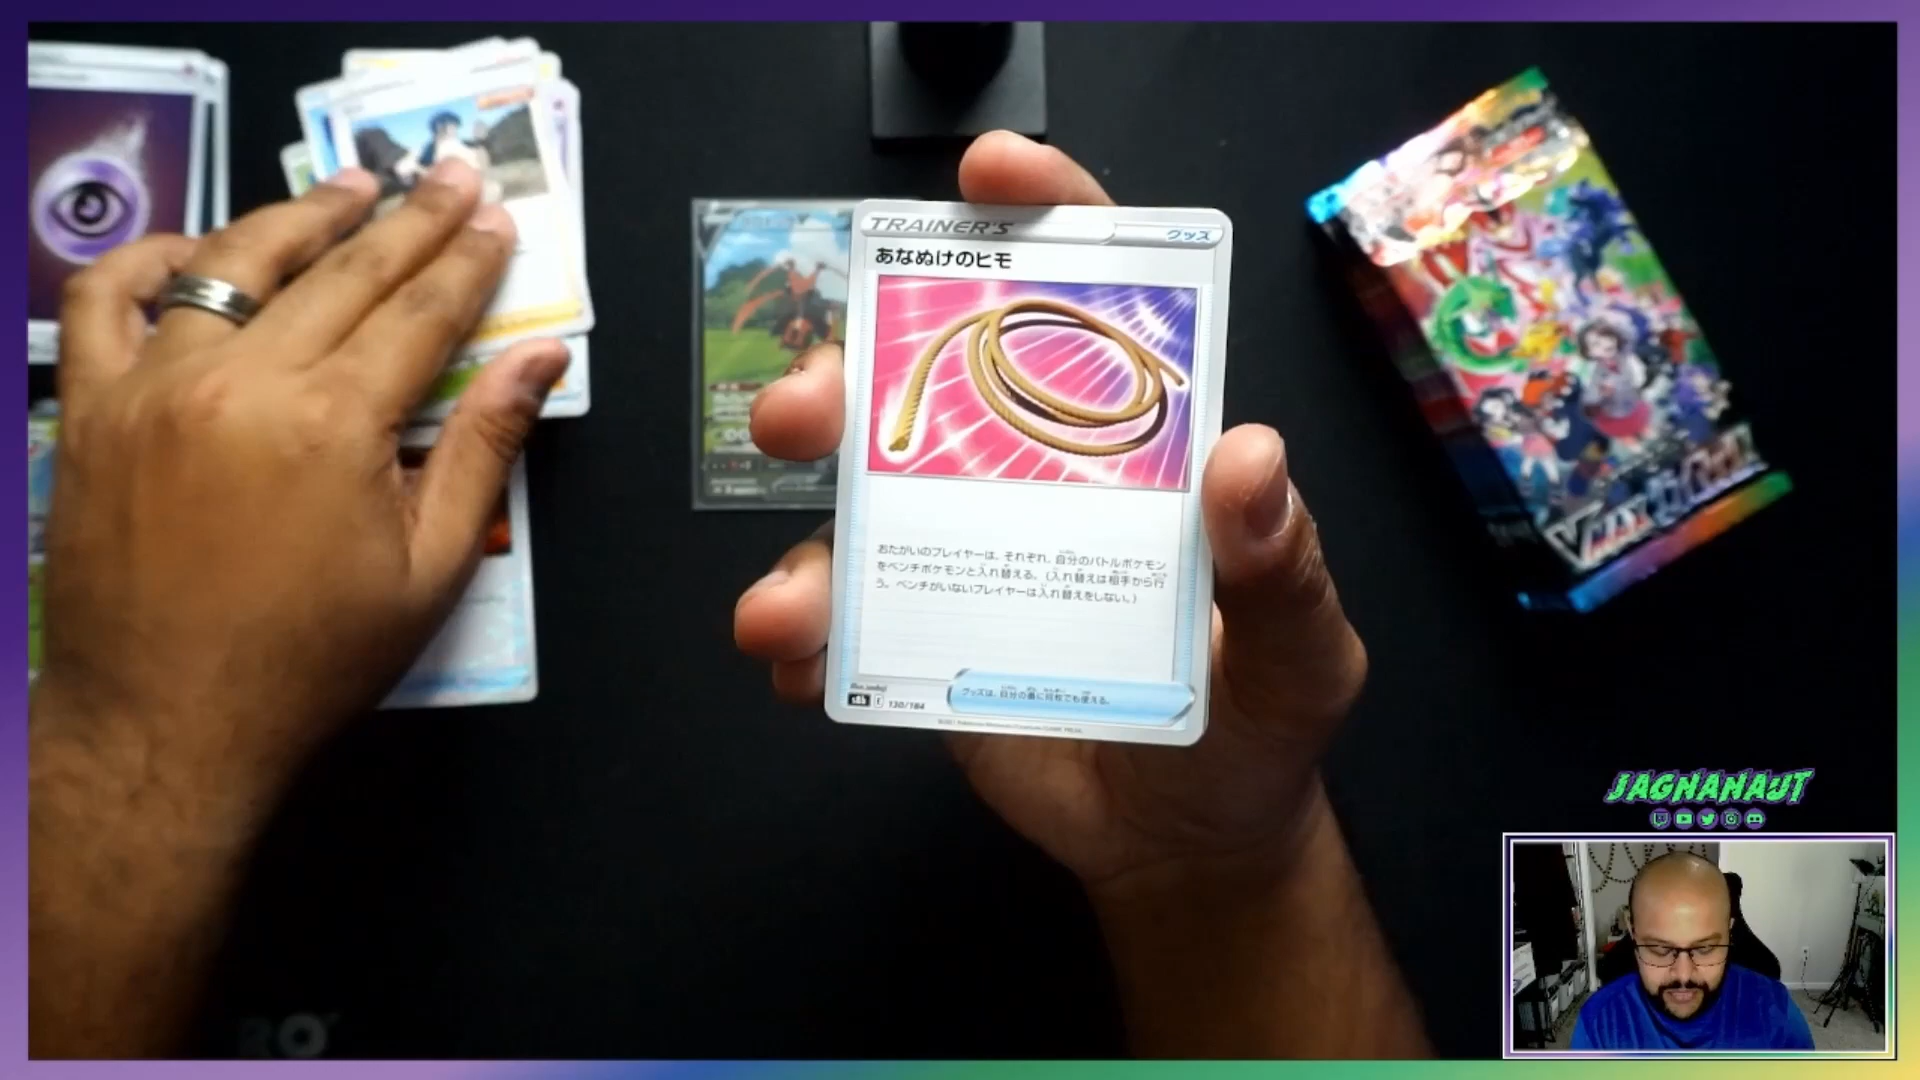 TRAINER'S
グッズ
あなぬけのヒモ
おたがいのプレイヤーは、それぞれ、自分のバトルポケモン
をベンチポケモンと入れ替える。（入れ替えは相手から行
う。ベンチがいないプレイヤーは入れ替えをしない。）
グッズは、自分の番に何枚でも使える。
s8b E 130/184
VMAX
JAGNANAUT